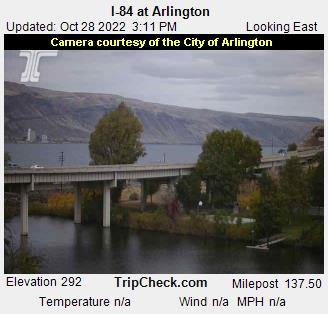 I-84 at Arlington
Updated: Oct 28 2022 3:11 PM Looking East
Camera courtesy of the City of Arlington
Elevation 292 TripCheck.com Milepost 137.50
Temperature n/a Wind n/a MPH n/a